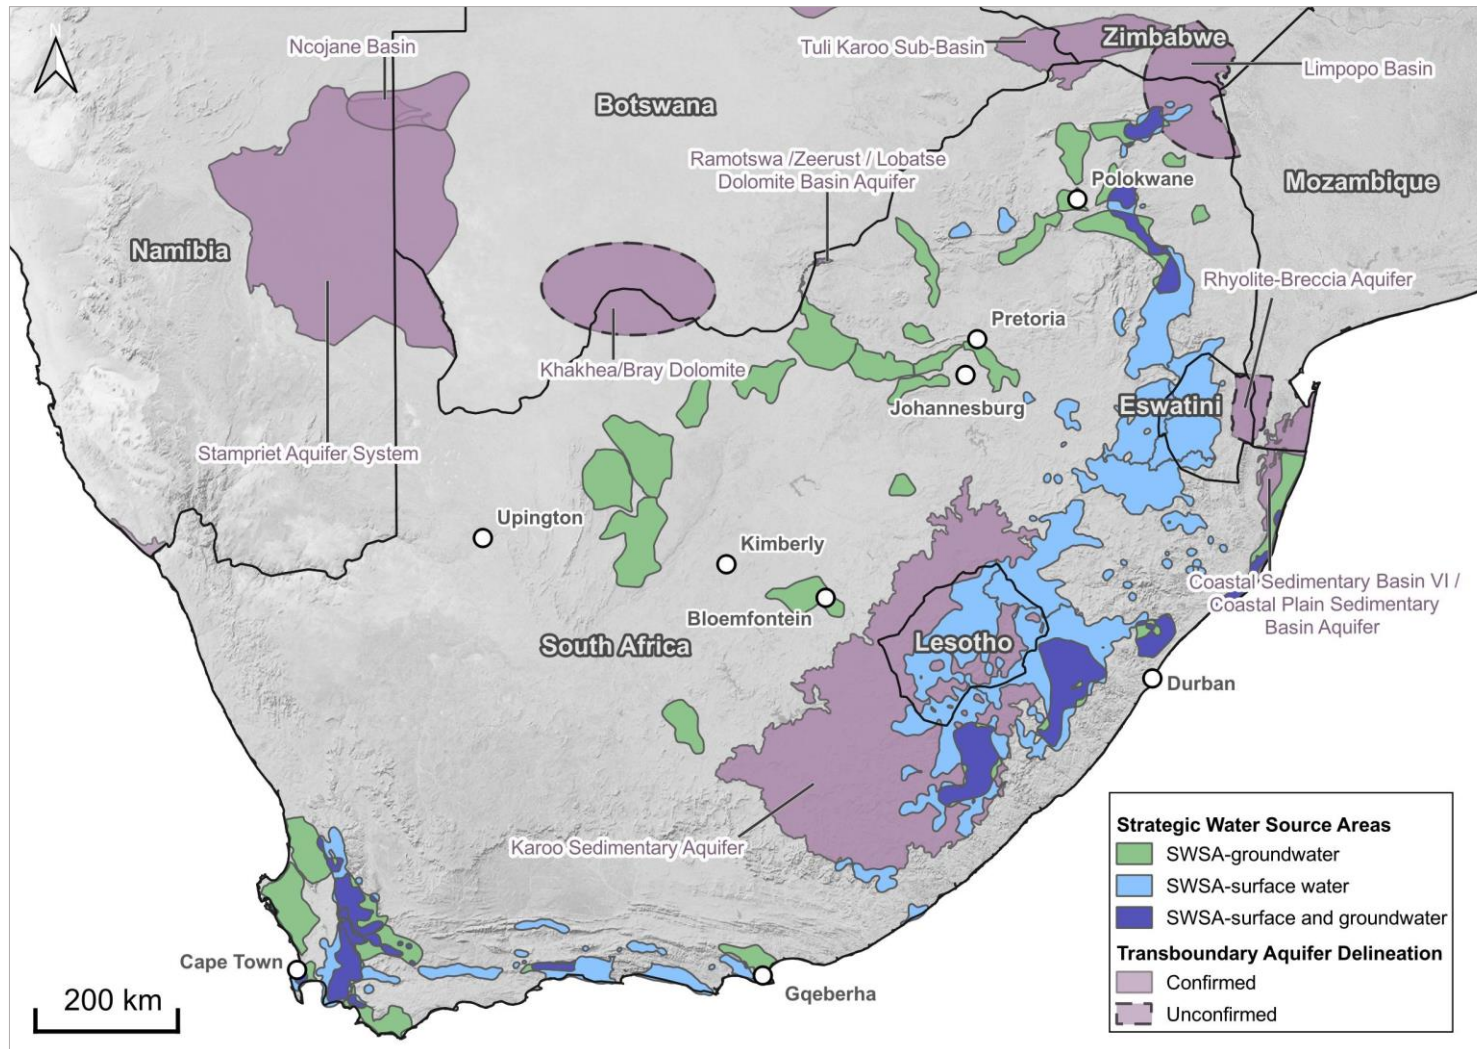 N
Ncojane Basin
Tuli Karoo Sub-Basin
Zimbabwe
Limpopo Basin
Botswana
Ramotswa /Zeerust / Lobatse
Dolomite Basin Aquifer
Polokwane
Mozambique
Namibia
Rhyolite-Breccia Aquifer
Pretoria
Khakhea/Bray Dolomite
Johannesburg
Eswatini
Stampriet Aquifer System
Upington
Kimberly
Coastal Sedimentary Basin VI /
Coastal Plain Sedimentary
Basin Aquifer
Bloemfontein
South Africa
Lesotho
Durban
Karoo Sedimentary Aquifer
Cape Town
Gqeberha
200 km
Strategic Water Source Areas
SWSA-groundwater
SWSA-surface water
SWSA-surface and groundwater
Transboundary Aquifer Delineation
Confirmed
Unconfirmed